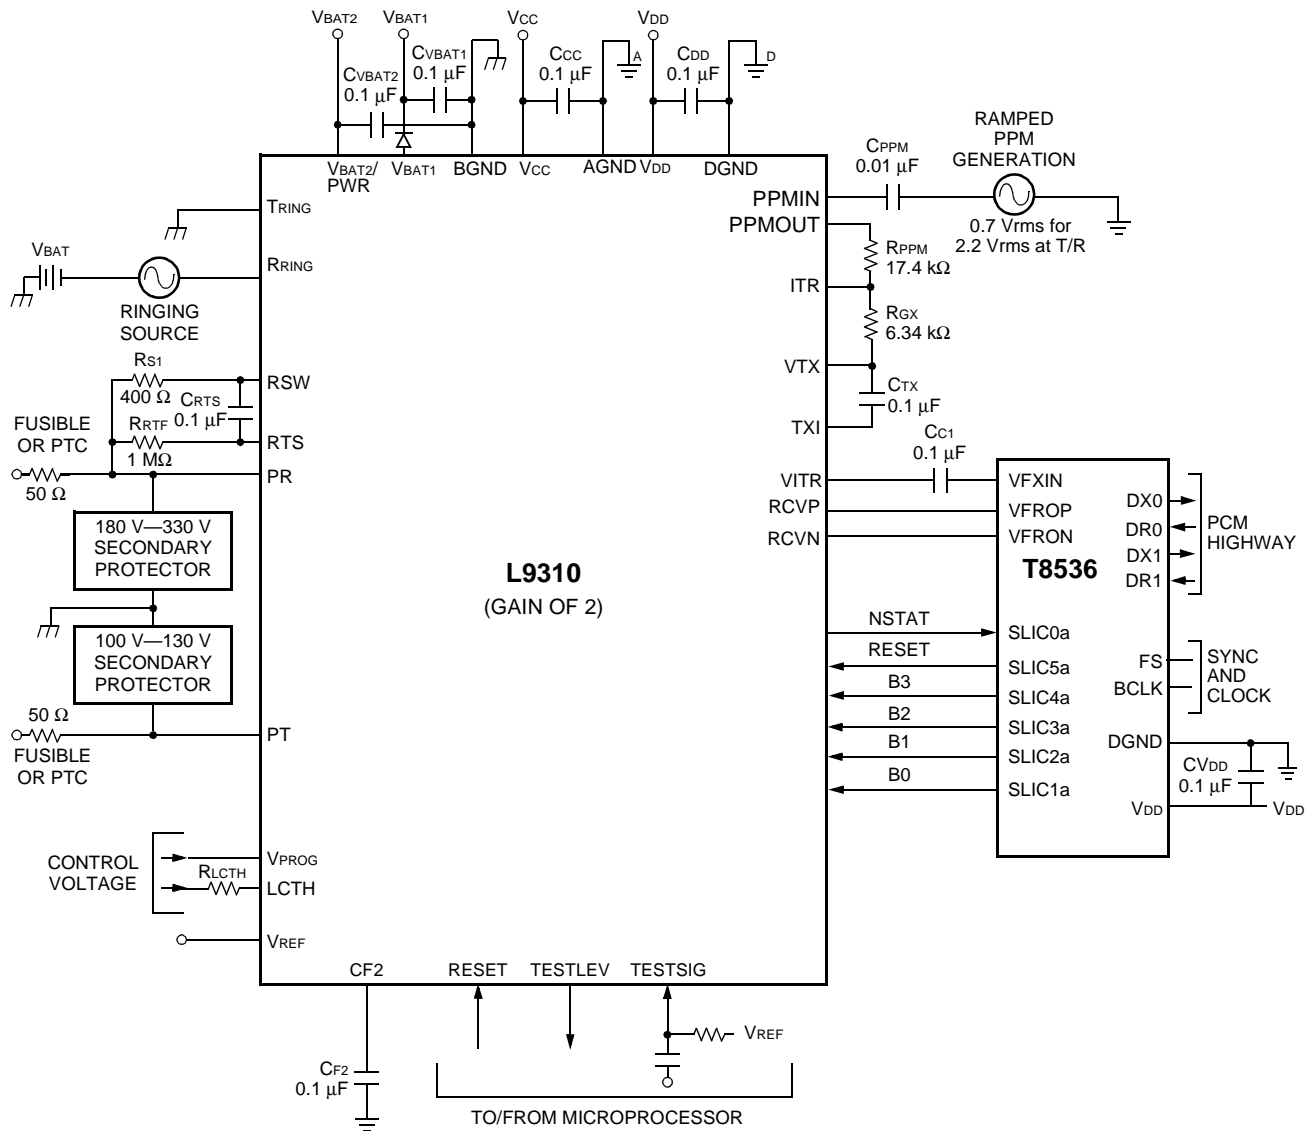 VBAT2
VBAT1
VCC
VDD
CVBAT1
0.1 μF
CVBAT2
0.1 μF
CCC
0.1 μF
A
CDD
0.1 μF
D
VBAT2/
PWR
VBAT1
BGND
VCC
AGND
VDD
DGND
CPPM
0.01 μF
RAMPED
PPM
GENERATION
0.7 Vrms for
2.2 Vrms at T/R
PPMIN
PPMOUT
RPPM
17.4 kΩ
ITR
RGX
6.34 kΩ
VTX
CTX
0.1 μF
TXI
CC1
0.1 μF
VITR
RCVP
RCVN
TRING
VBAT
RRING
RINGING
SOURCE
RS1
400 Ω
RSW
CRTS
0.1 μF
RRTF
1 MΩ
RTS
FUSIBLE
OR PTC
50 Ω
PR
180 V—330 V
SECONDARY
PROTECTOR
100 V—130 V
SECONDARY
PROTECTOR
50 Ω
FUSIBLE
OR PTC
PT
L9310
(GAIN OF 2)
VFXIN
VFROP
VFRON
T8536
DX0
DR0
DX1
DR1
PCM
HIGHWAY
NSTAT
SLIC0a
RESET
SLIC5a
B3
SLIC4a
B2
SLIC3a
B1
SLIC2a
B0
SLIC1a
FS
BCLK
SYNC
AND
CLOCK
DGND
CVDD
0.1 μF
VDD
VDD
CONTROL
VOLTAGE
VPROG
RLCTH
LCTH
VREF
CF2
RESET
TESTLEV
TESTSIG
VREF
CF2
0.1 μF
TO/FROM MICROPROCESSOR